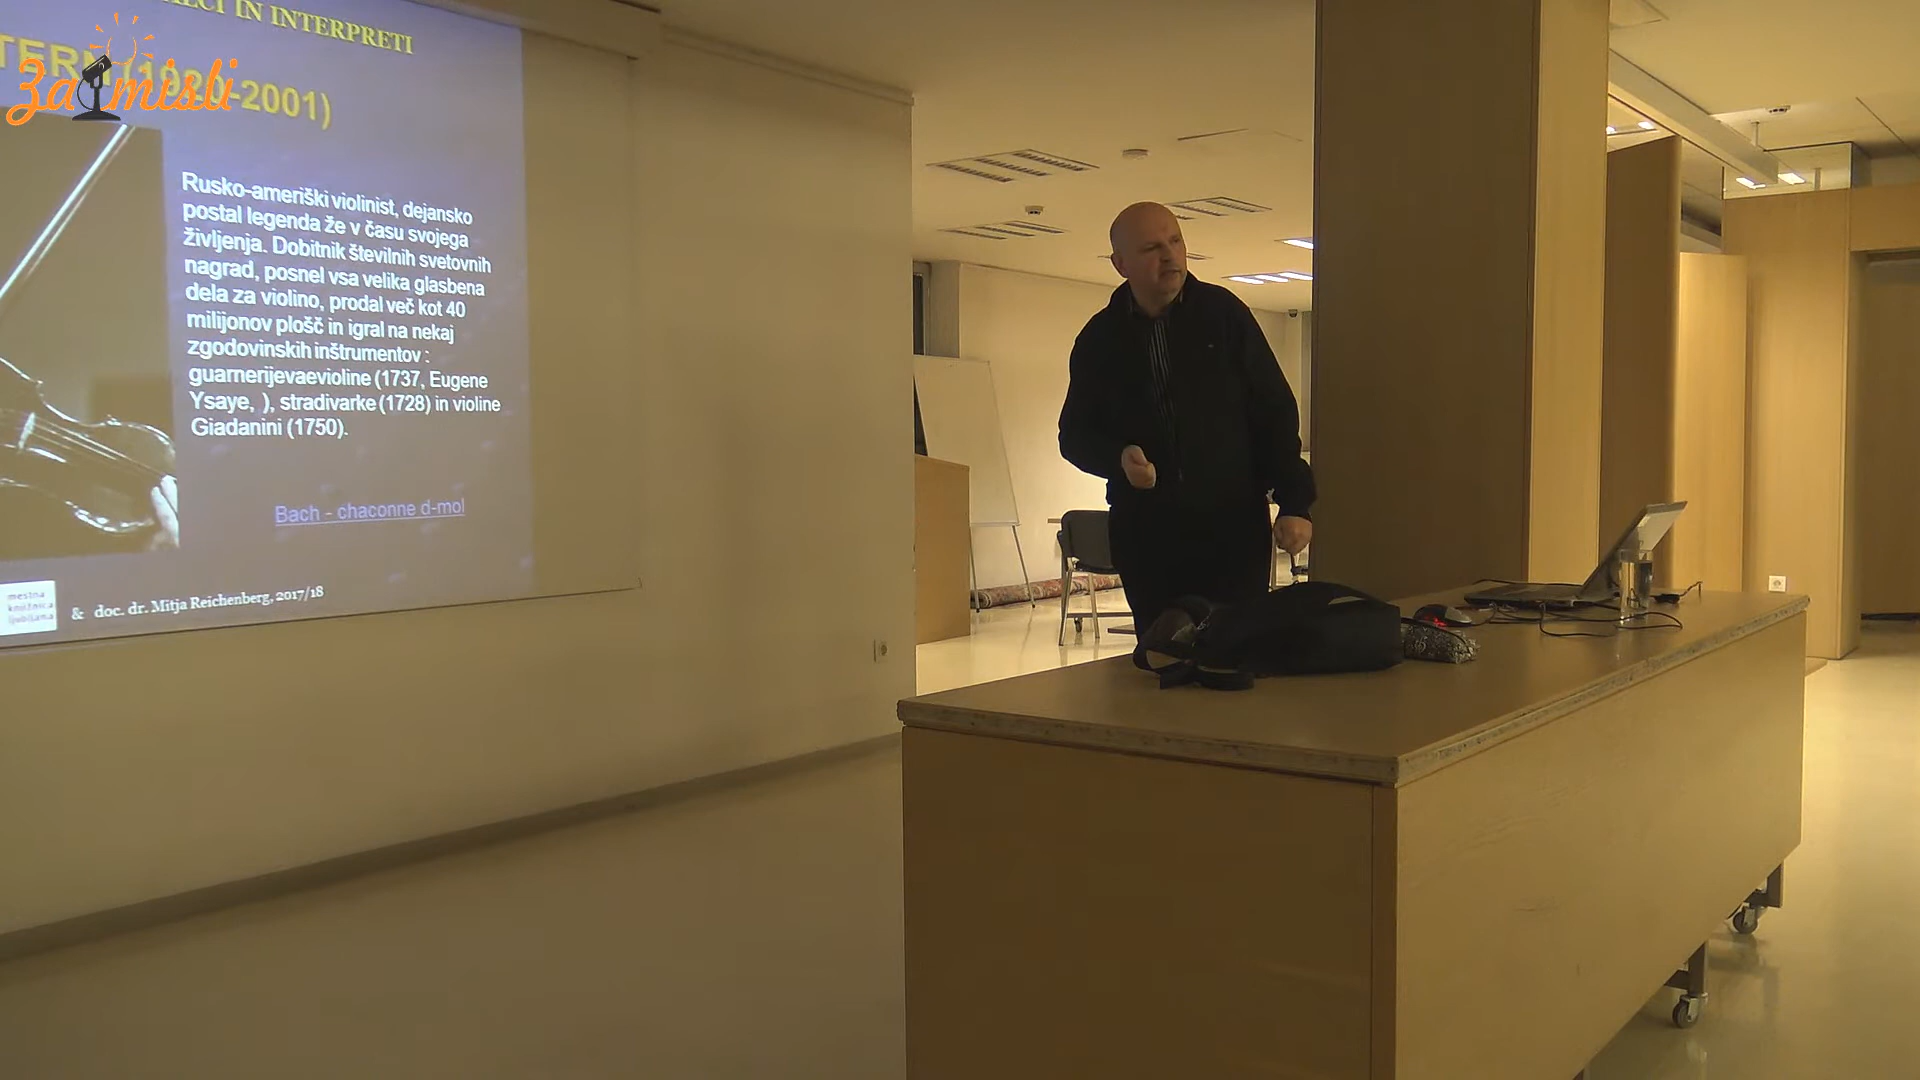 IN INTERPRETI
TERN (1920-2001)
Zamisli
Rusko-ameriški violinist, dejansko
postal legenda že v času svojega
življenja. Dobitnik številnih svetovnih
nagrad, posnel vsa velika glasbena
dela za violino, prodal več kot 40
milijonov plošč in igral na nekaj
zgodovinskih inštrumentov :
guarnerijevaevioline (1737, Eugene
Ysaye, ), stradivarke (1728) in violine
Giadanini (1750).
Bach - chaconne d-mol
mestna
knjižnica
ljubljana
& doc. dr. Mitja Reichenberg, 2017/18